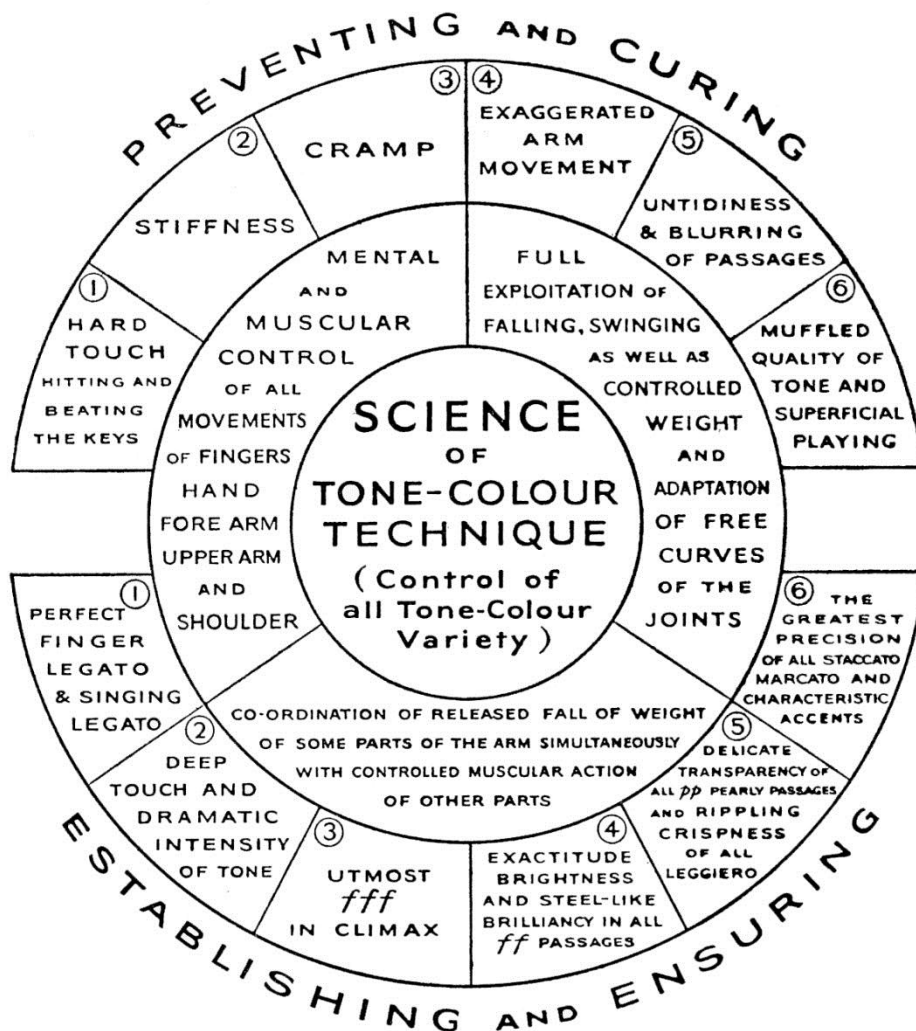 PREVENTING AND CURING
①
HARD
TOUCH
HITTING AND
BEATING
THE KEYS
②
STIFFNESS
③
CRAMP
④
EXAGGERATED
ARM
MOVEMENT
⑤
UNTIDINESS
& BLURRING
OF PASSAGES
⑥
MUFFLED
QUALITY OF
TONE AND
SUPERFICIAL
PLAYING
MENTAL
AND
MUSCULAR
CONTROL
OF ALL
MOVEMENTS
OF FINGERS
HAND
FORE ARM
UPPER ARM
AND
SHOULDER
FULL
EXPLOITATION OF
FALLING, SWINGING
AS WELL AS
CONTROLLED
WEIGHT
AND
ADAPTATION
OF FREE
CURVES
OF THE
JOINTS
SCIENCE
OF
TONE-COLOUR
TECHNIQUE
(Control of
all Tone-Colour
Variety)
CO-ORDINATION OF RELEASED FALL OF WEIGHT
OF SOME PARTS OF THE ARM SIMULTANEOUSLY
WITH CONTROLLED MUSCULAR ACTION
OF OTHER PARTS
①
PERFECT
FINGER
LEGATO
& SINGING
LEGATO
②
DEEP
TOUCH AND
DRAMATIC
INTENSITY
OF TONE
③
UTMOST
fff
IN CLIMAX
④
EXACTITUDE
BRIGHTNESS
AND STEEL-LIKE
BRILLIANCY IN ALL
ff PASSAGES
⑤
DELICATE
TRANSPARENCY OF
ALL pp PEARLY PASSAGES
AND RIPPLING
CRISPNESS
OF ALL
LEGGIERO
⑥ THE
GREATEST
PRECISION
OF ALL STACCATO
MARCATO AND
CHARACTERISTIC
ACCENTS
ESTABLISHING AND ENSURING